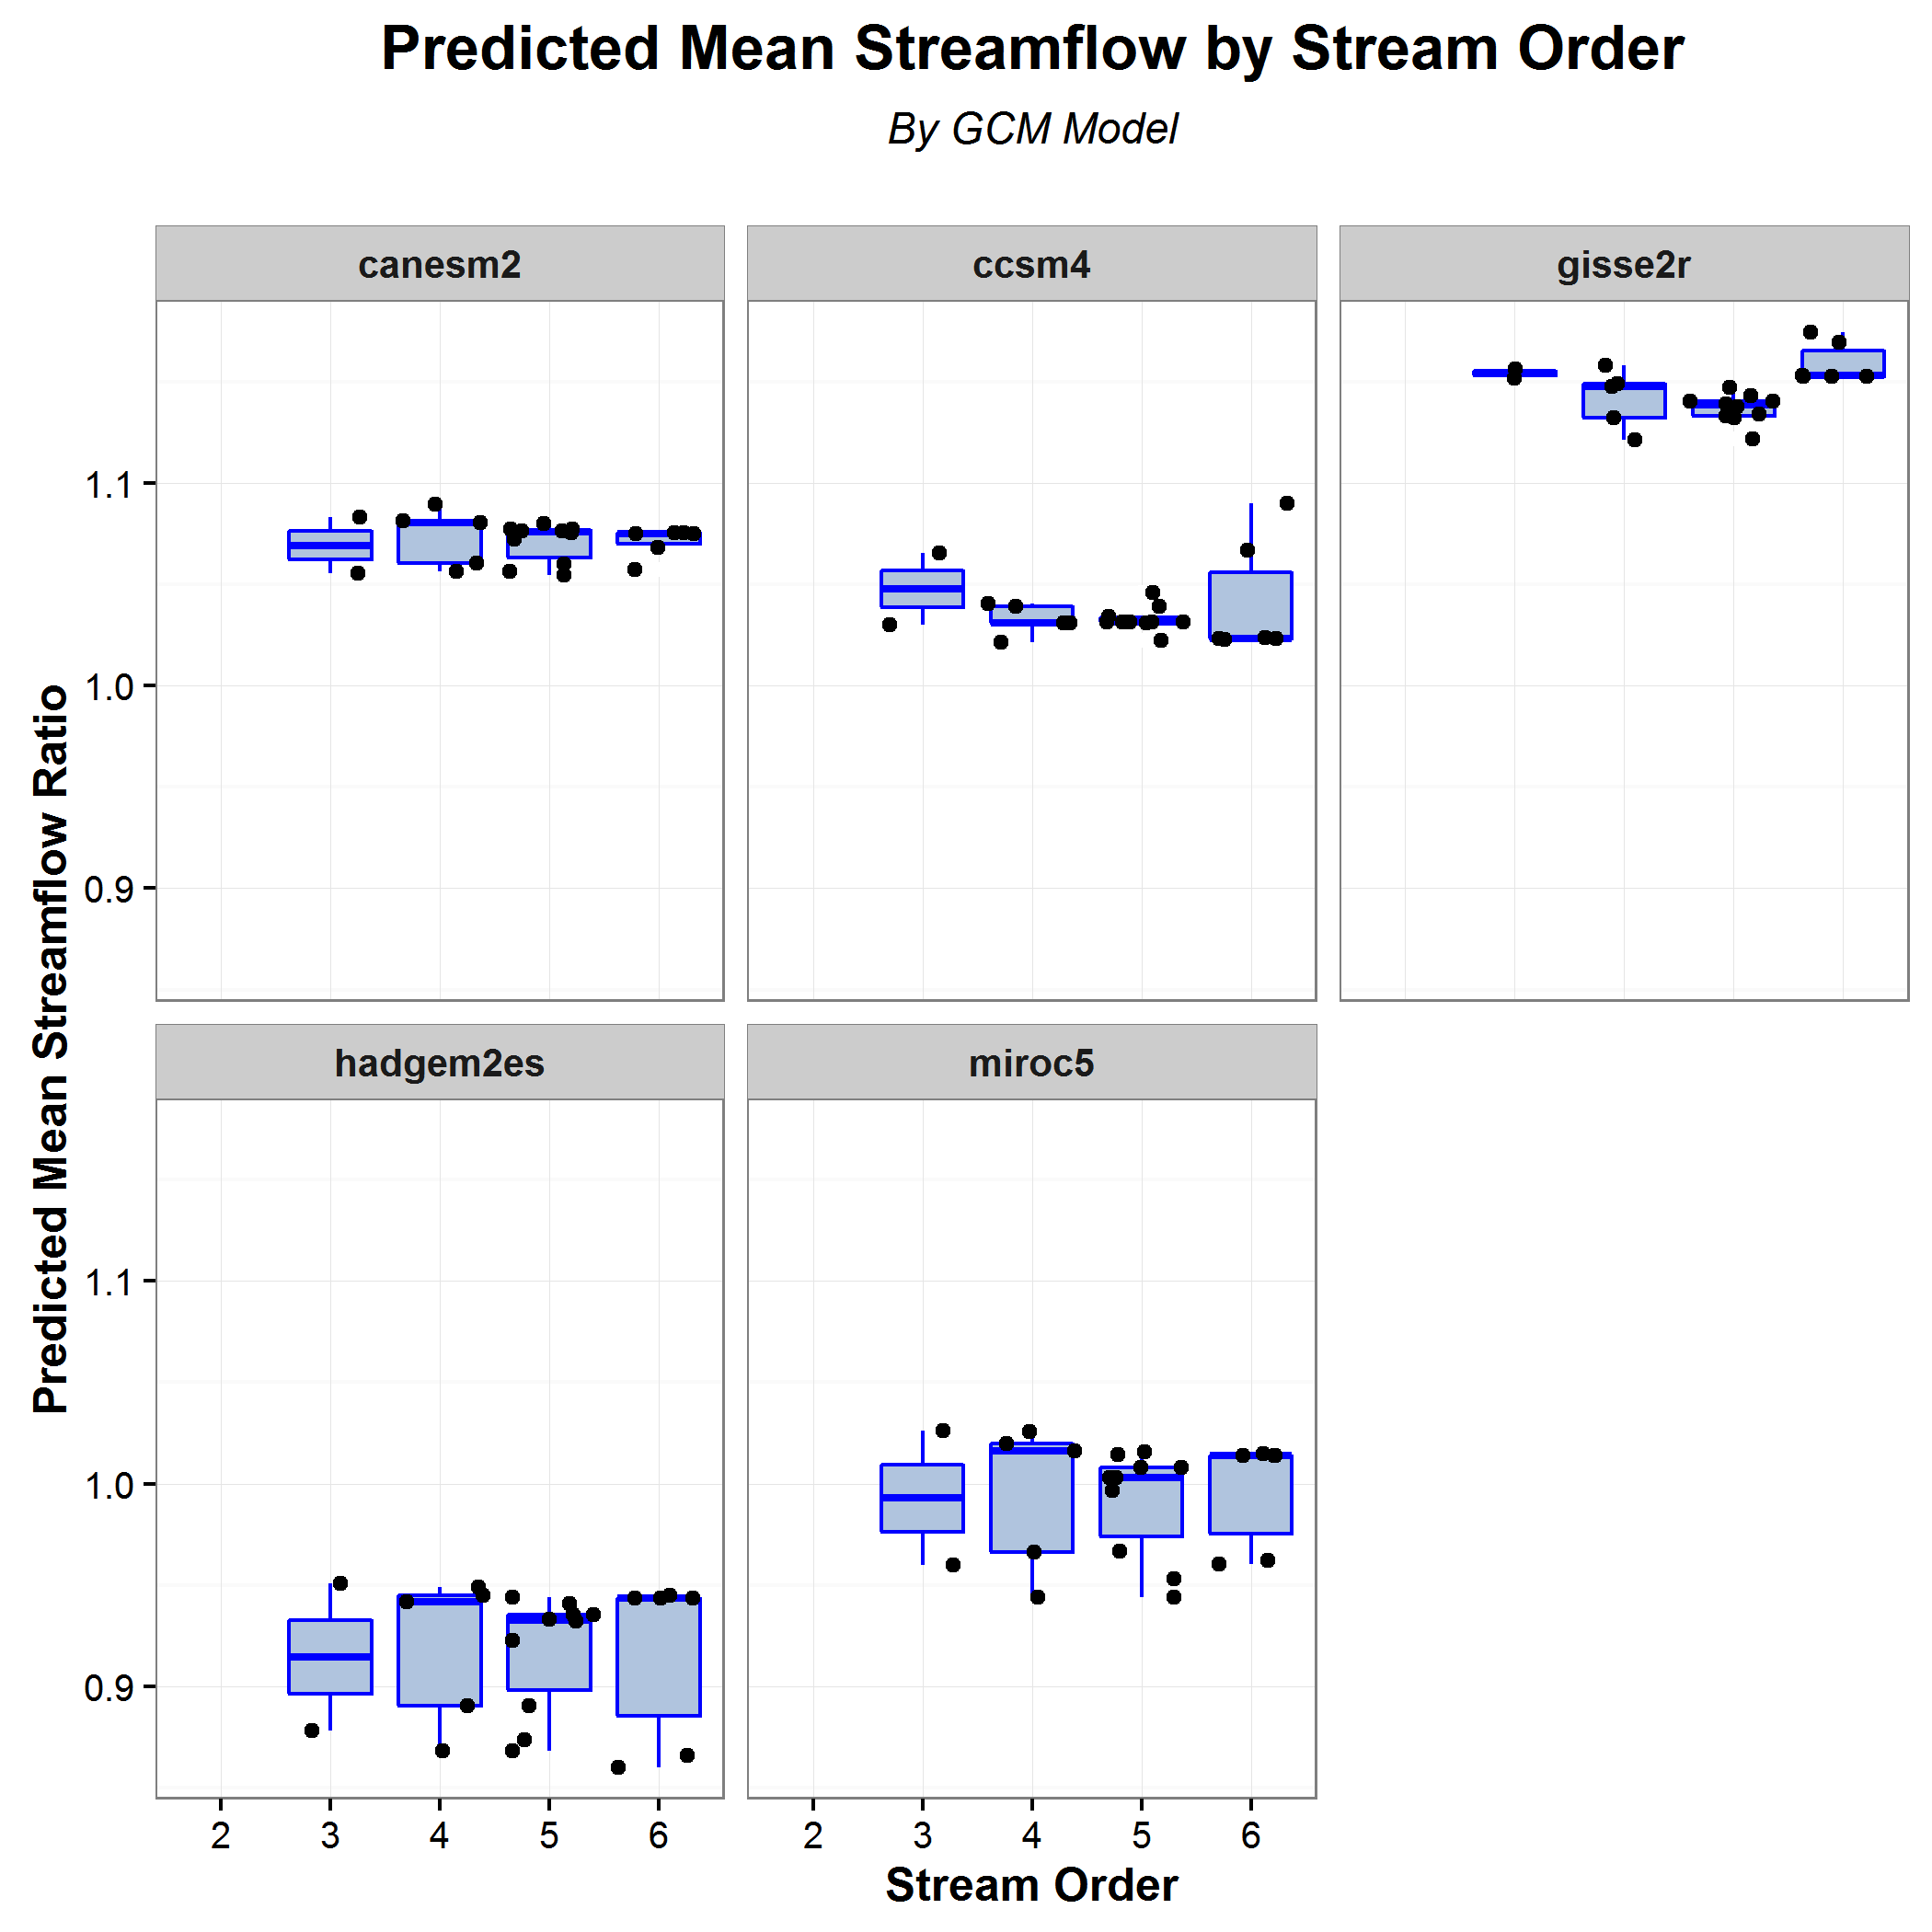 Predicted Mean Streamflow by Stream Order
By GCM Model
canesm2
ccsm4
gisse2r
1.1
1.0
0.9
Predicted Mean Streamflow Ratio
hadgem2es
miroc5
1.1
1.0
0.9
2 3 4 5 6
2 3 4 5 6
Stream Order